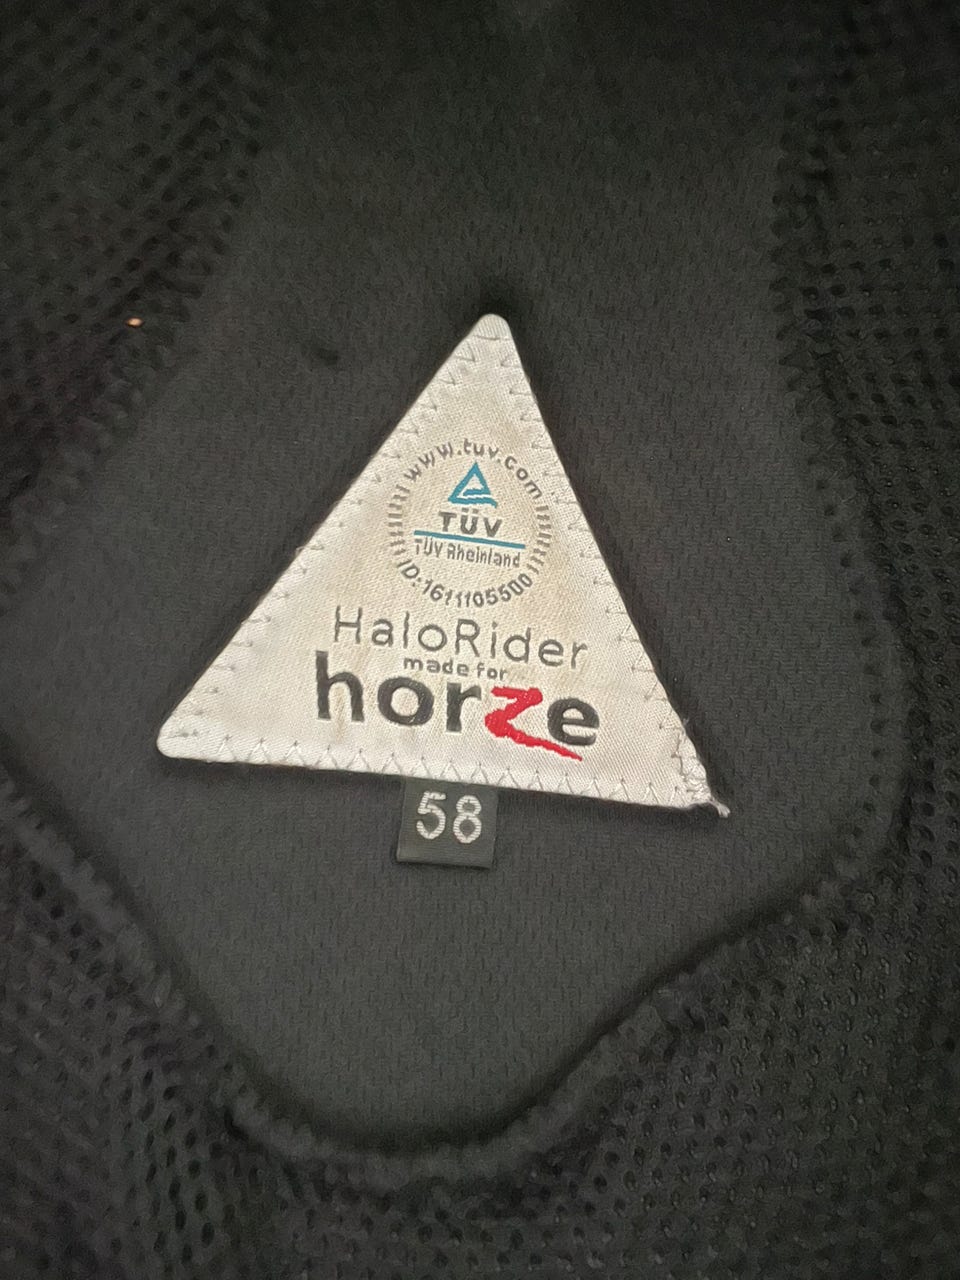 www.tuv.com
TÜV
TÜV Rheinland
ID:1611105500
HaloRider
made for
horze
58